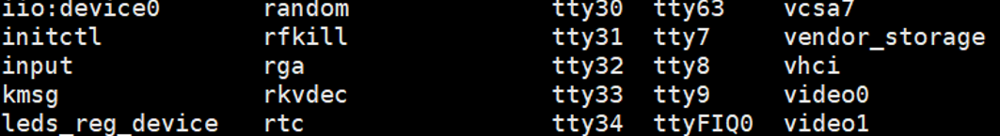 iio:device0 random tty30 tty63 vcsa7
initctl rfkill tty31 tty7 vendor_storage
input rga tty32 tty8 vhci
kmsg rkvdec tty33 tty9 video0
leds_reg_device rtc tty34 ttyFIQ0 video1